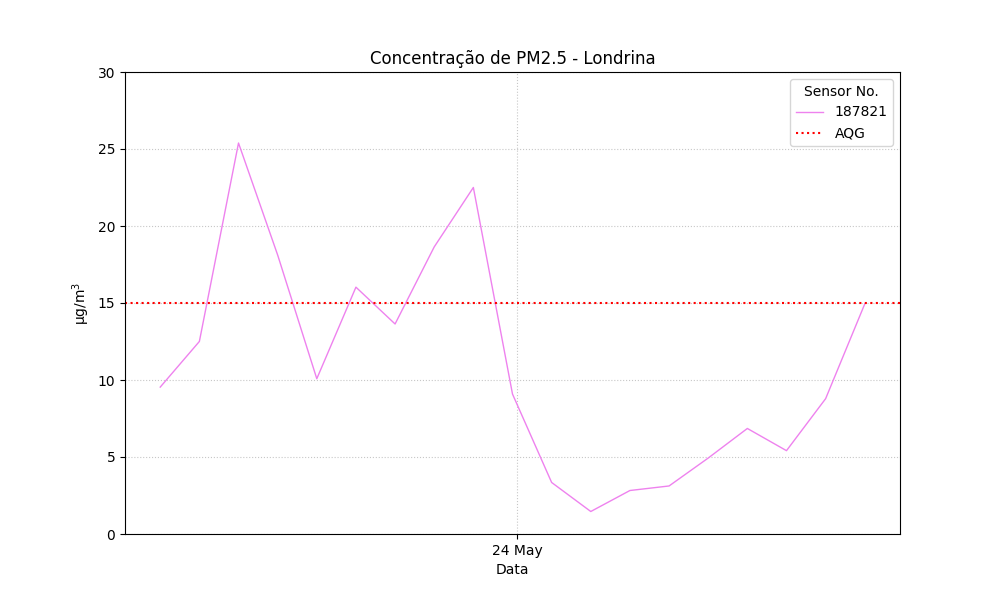 Concentração de PM2.5 - Londrina
Sensor No.
187821
AQG
30
25
20
15
10
5
0
µg/m³
24 May
Data